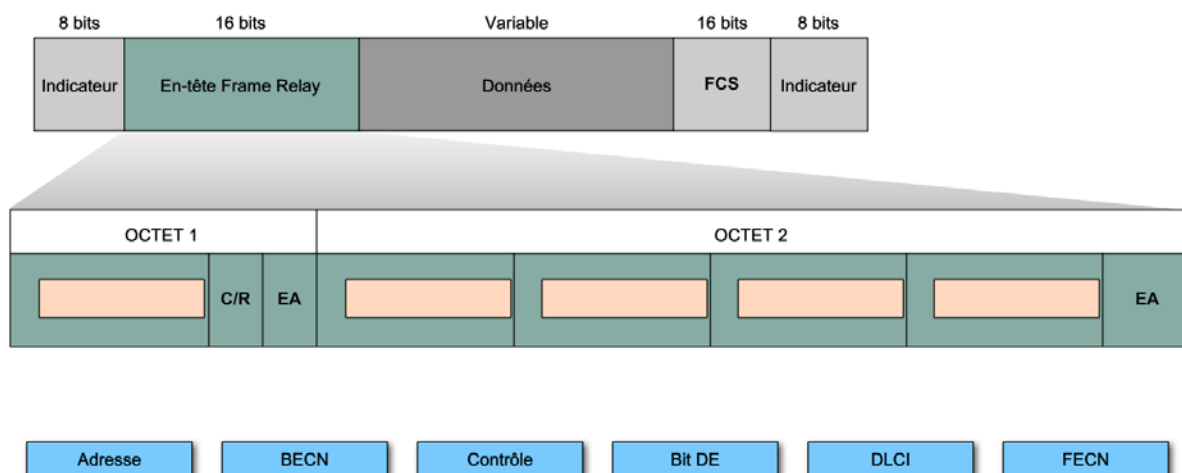 8 bits 16 bits Variable 16 bits 8 bits
Indicateur En-tête Frame Relay Données FCS Indicateur
OCTET 1 OCTET 2
C/R EA EA
Adresse BECN Contrôle Bit DE DLCI FECN